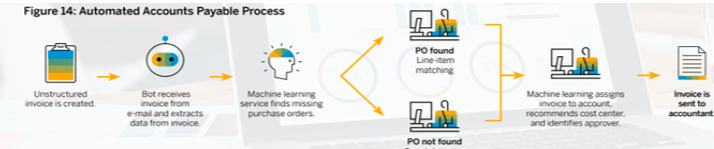 Figure 14: Automated Accounts Payable Process
Unstructured
invoice is created.
Bot receives
invoice from
e-mail and extracts
data from invoice.
Machine learning
service finds missing
purchase orders.
PO found
Line-item
matching
PO not found
Machine learning assigns
invoice to account,
recommends cost center,
and identifies approver.
Invoice is
sent to
accountant.